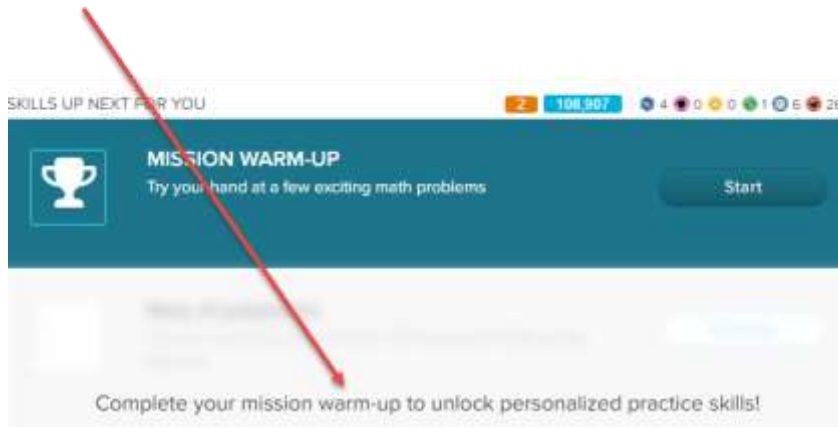 SKILLS UP NEXT FOR YOU 2 108,907 4 0 0 1 6 28
MISSION WARM-UP
Try your hand at a few exciting math problems
Start
Complete your mission warm-up to unlock personalized practice skills!